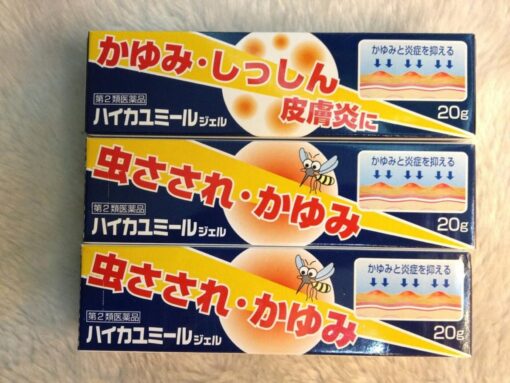 かゆみ・しっしん
皮膚炎に
かゆみと炎症を抑える
第2類医薬品
ハイカユミールジェル
20g
虫さされ・かゆみ
かゆみと炎症を抑える
第2類医薬品
ハイカユミールジェル
20g
虫さされ・かゆみ
かゆみと炎症を抑える
第2類医薬品
ハイカユミールジェル
20g